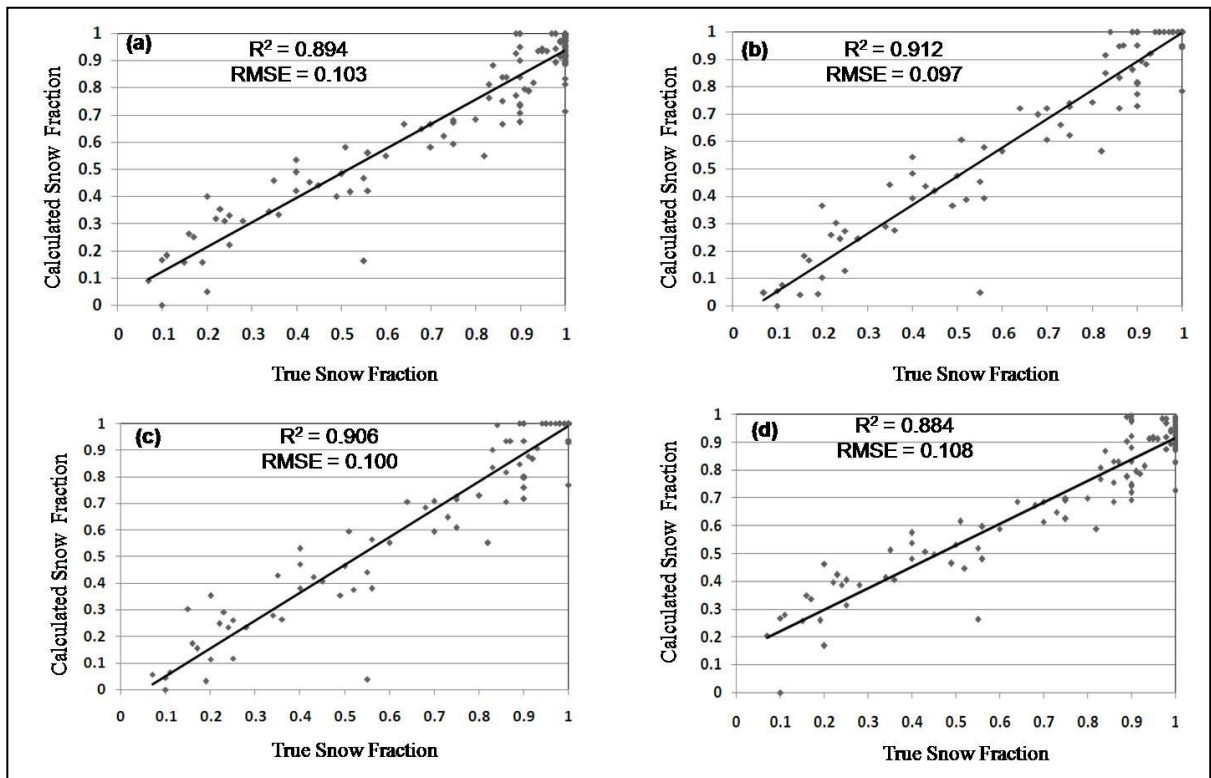 (a)
R² = 0.894
RMSE = 0.103
Calculated Snow Fraction
1
0.9
0.8
0.7
0.6
0.5
0.4
0.3
0.2
0.1
0
0 0.1 0.2 0.3 0.4 0.5 0.6 0.7 0.8 0.9 1
True Snow Fraction
(b)
R² = 0.912
RMSE = 0.097
Calculated Snow Fraction
1
0.9
0.8
0.7
0.6
0.5
0.4
0.3
0.2
0.1
0
0 0.1 0.2 0.3 0.4 0.5 0.6 0.7 0.8 0.9 1
True Snow Fraction
(c)
R² = 0.906
RMSE = 0.100
Calculated Snow Fraction
1
0.9
0.8
0.7
0.6
0.5
0.4
0.3
0.2
0.1
0
0 0.1 0.2 0.3 0.4 0.5 0.6 0.7 0.8 0.9 1
True Snow Fraction
(d)
R² = 0.884
RMSE = 0.108
Calculated Snow Fraction
1
0.9
0.8
0.7
0.6
0.5
0.4
0.3
0.2
0.1
0
0 0.1 0.2 0.3 0.4 0.5 0.6 0.7 0.8 0.9 1
True Snow Fraction